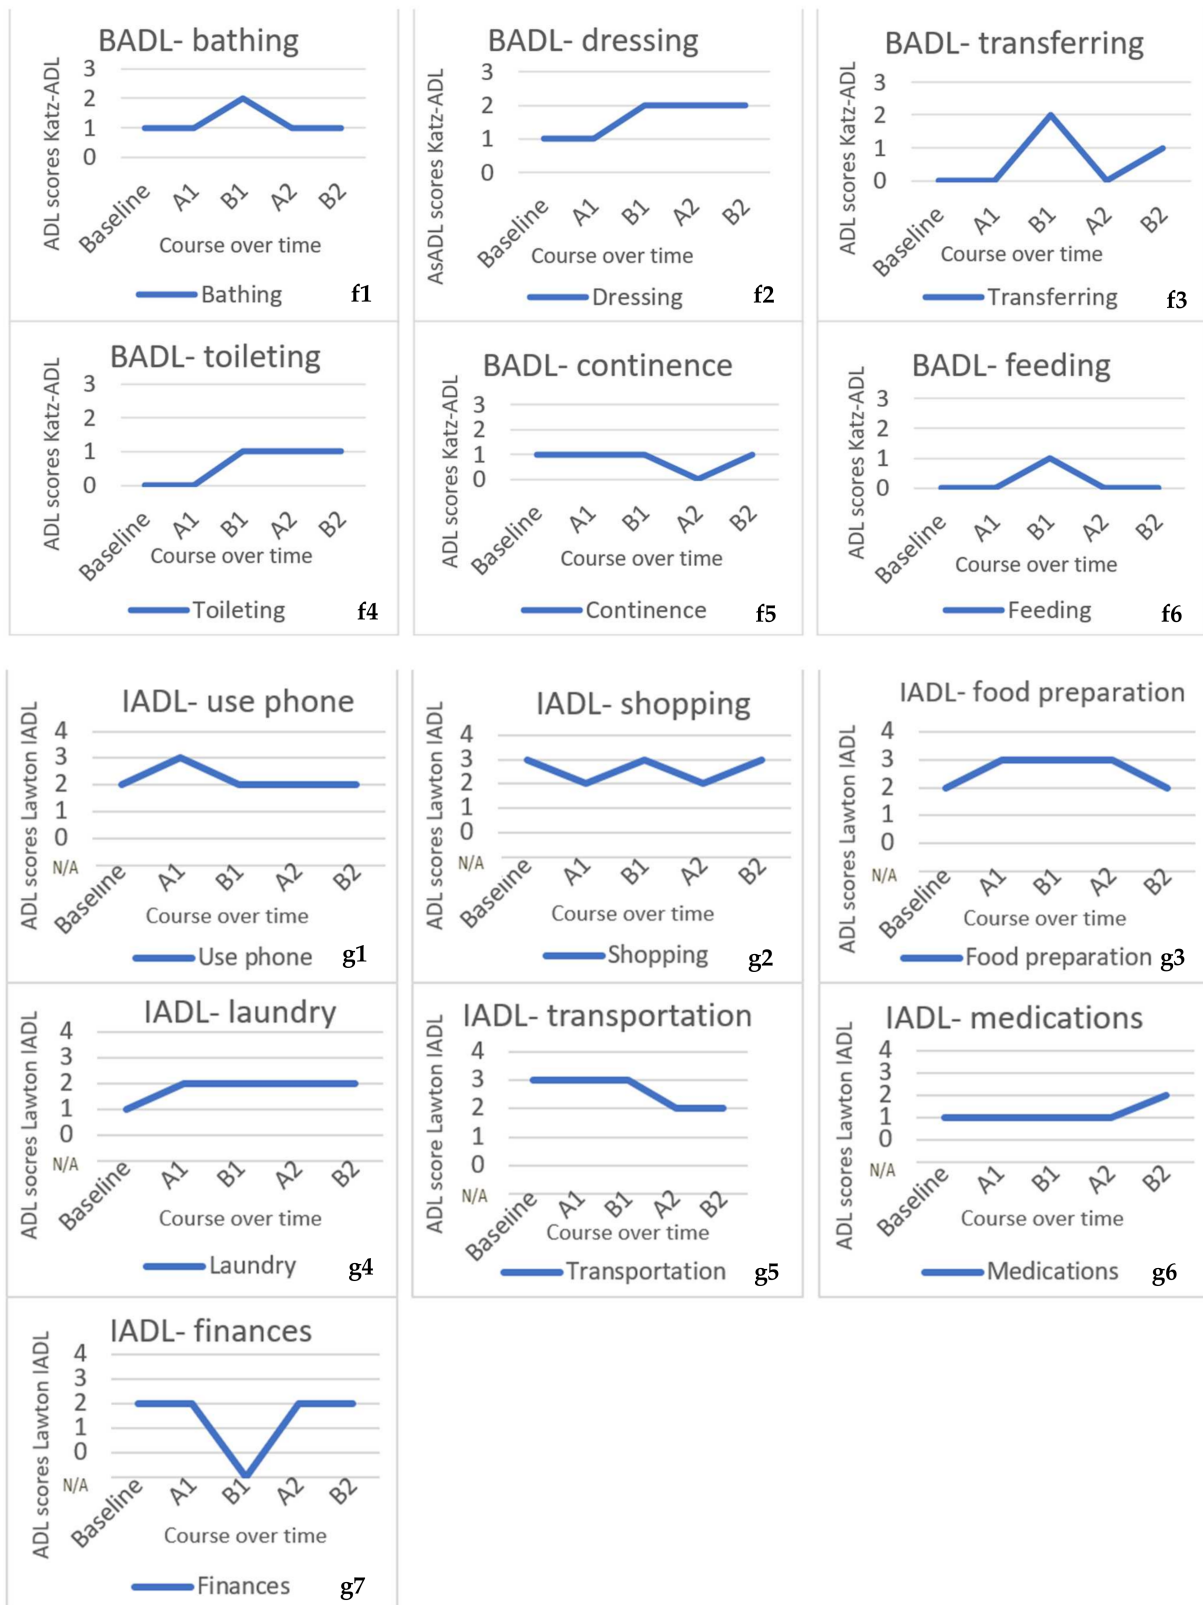 BADL- bathing
ADL scores Katz-ADL
3
2
1
0
Baseline A1 B1 A2 B2
Course over time
Bathing f1
BADL- dressing
AsADL scores Katz-ADL
3
2
1
0
Baseline A1 B1 A2 B2
Course over time
Dressing f2
BADL- transferring
ADL scores Katz-ADL
3
2
1
0
Baseline A1 B1 A2 B2
Course over time
Transferring f3
BADL- toileting
ADL scores Katz-ADL
3
2
1
0
Baseline A1 B1 A2 B2
Course over time
Toileting f4
BADL- continence
ADL scores Katz-ADL
3
2
1
0
Baseline A1 B1 A2 B2
Course over time
Continence f5
BADL- feeding
ADL scores Katz-ADL
3
2
1
0
Baseline A1 B1 A2 B2
Course over time
Feeding f6
IADL- use phone
ADL scores Lawton IADL
4
3
2
1
0
N/A
Baseline A1 B1 A2 B2
Course over time
Use phone g1
IADL- shopping
ADL scores Lawton IADL
4
3
2
1
0
N/A
Baseline A1 B1 A2 B2
Course over time
Shopping g2
IADL- food preparation
ADL scores Lawton IADL
4
3
2
1
0
N/A
Baseline A1 B1 A2 B2
Course over time
Food preparation g3
IADL- laundry
ADL socres Lawton IADL
4
3
2
1
0
N/A
Baseline A1 B1 A2 B2
Course over time
Laundry g4
IADL- transportation
ADL score Lawton IADL
4
3
2
1
0
N/A
Baseline A1 B1 A2 B2
Course over time
Transportation g5
IADL- medications
ADL scores Lawton IADL
4
3
2
1
0
N/A
Baseline A1 B1 A2 B2
Course over time
Medications g6
IADL- finances
ADL scores Lawton IADL
4
3
2
1
0
N/A
Baseline A1 B1 A2 B2
Course over time
Finances g7